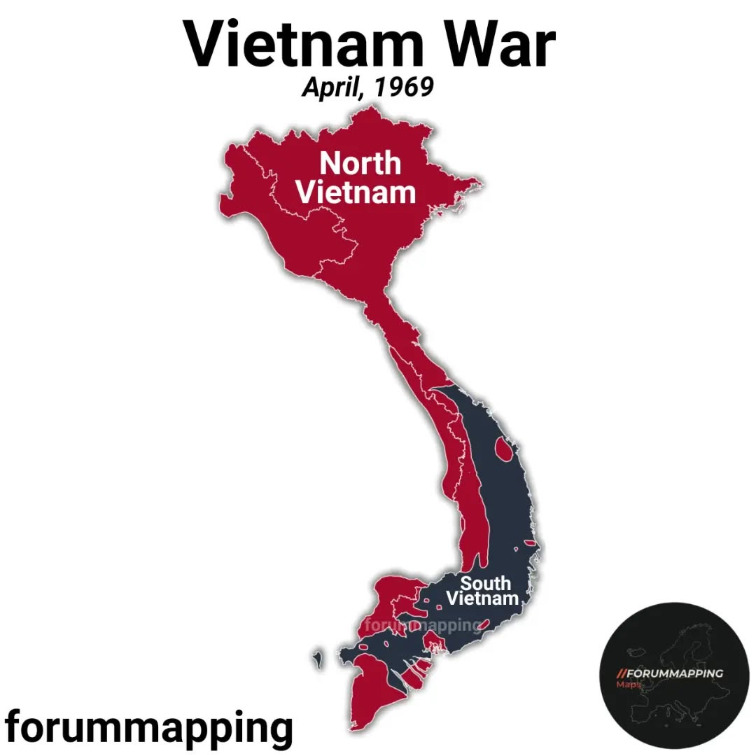 Vietnam War
April, 1969
North
Vietnam
South
Vietnam
forummapping
//FORUMMAPPING
Maps
forummapping